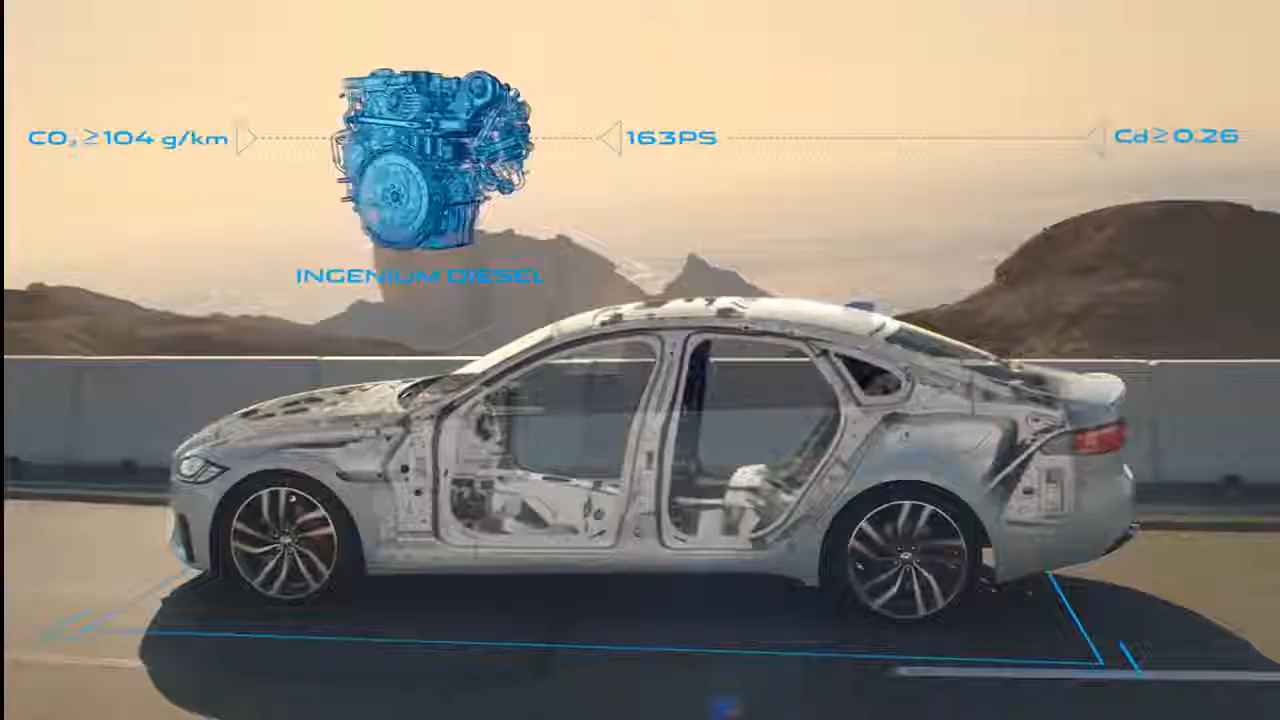 CO₂ ≥ 104 g/km
163PS
Cd ≥ 0.26
INGENIUM DIESEL